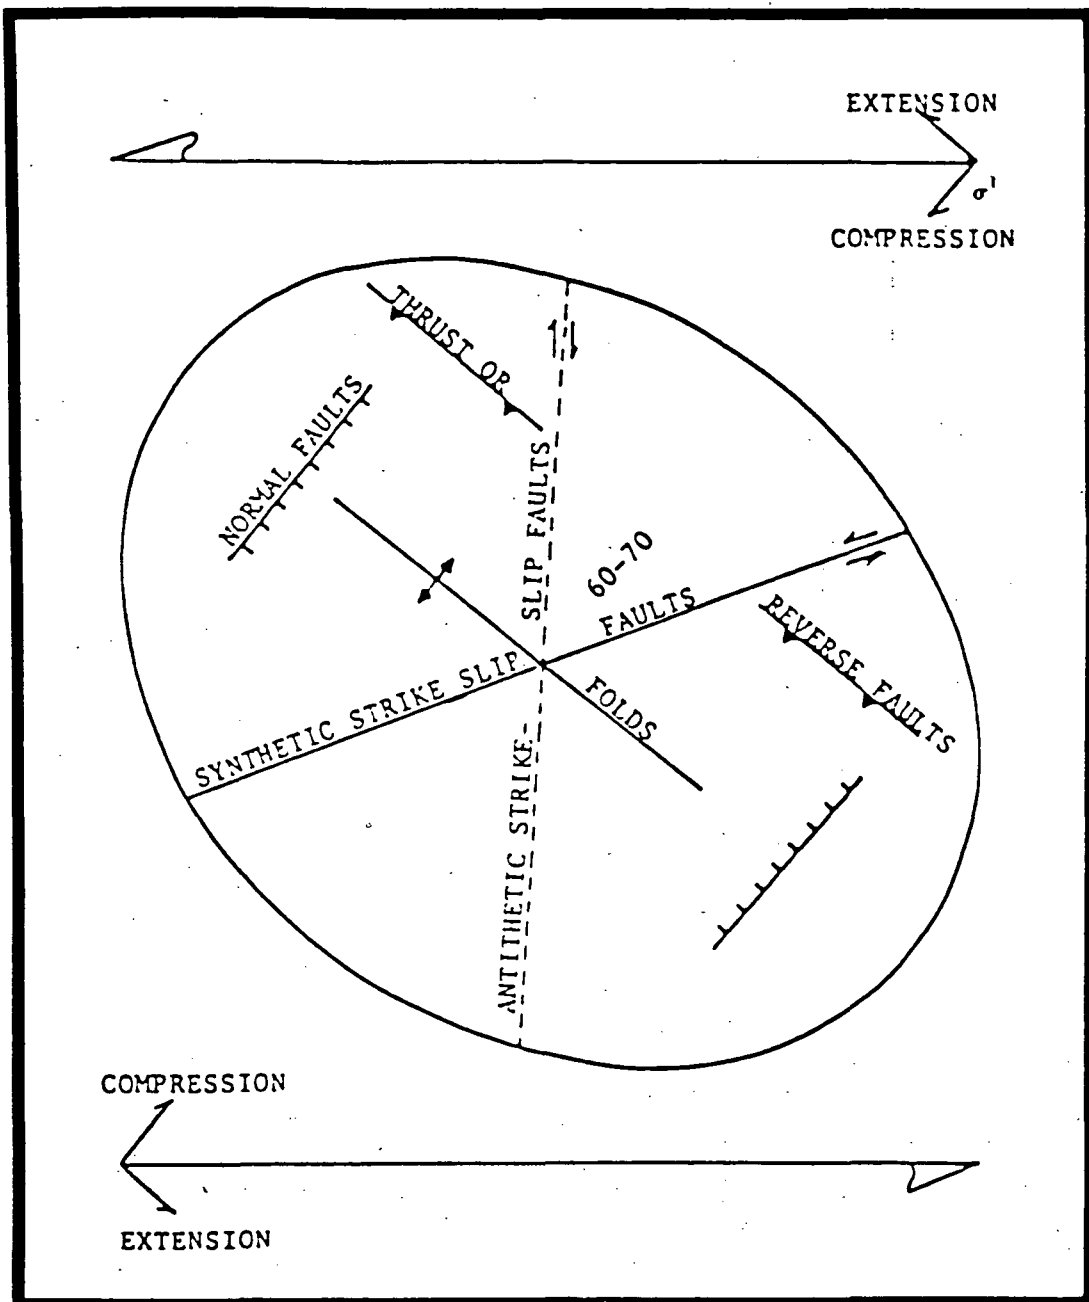 EXTENSION
σ'
COMPRESSION
THRUST OR
NORMAL FAULTS
ANTITHETIC STRIKE-
SLIP FAULTS
60-70
SYNTHETIC STRIKE SLIP
FAULTS
REVERSE FAULTS
FOLDS
COMPRESSION
EXTENSION